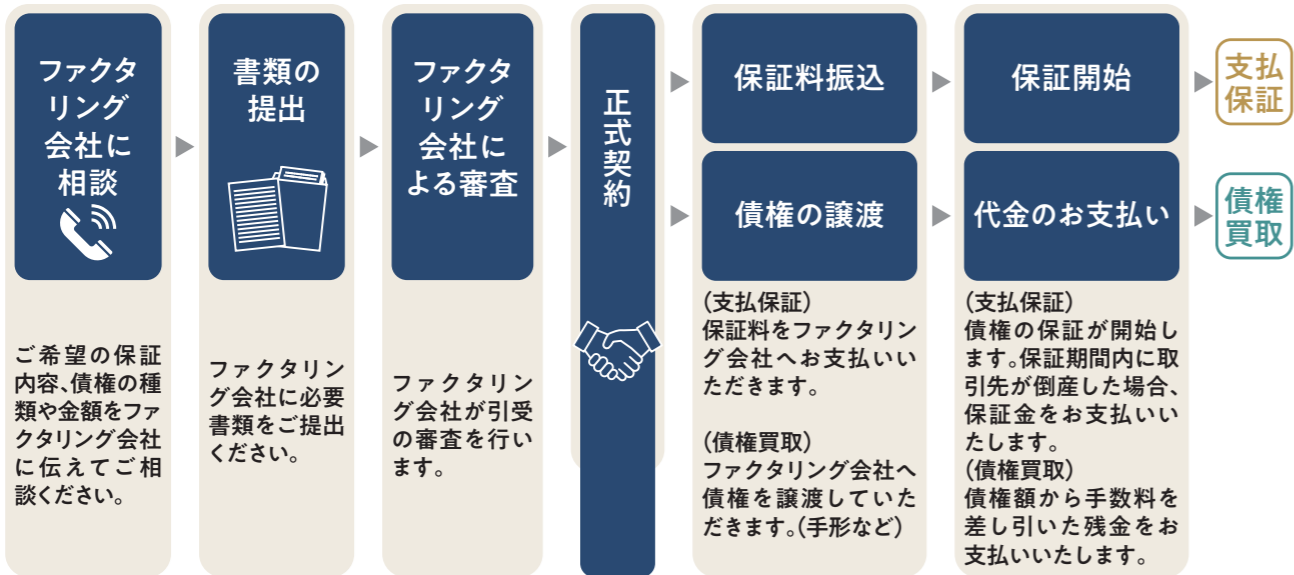 ファクタ
リング
会社に
相談
ご希望の保証
内容、債権の種
類や金額をファ
クタリング会社
に伝えてご相
談ください。
書類の
提出
ファクタリン
グ会社に必要
書類をご提出
ください。
ファクタ
リング
会社に
よる審査
ファクタリン
グ会社が引受
の審査を行い
ます。
正式契約
保証料振込
債権の譲渡
(支払保証)
保証料をファクタリン
グ会社へお支払いい
ただきます。
(債権買取)
ファクタリング会社へ
債権を譲渡していた
だきます。(手形など)
保証開始
代金のお支払い
(支払保証)
債権の保証が開始し
ます。保証期間内に取
引先が倒産した場合、
保証金をお支払いい
たします。
(債権買取)
債権額から手数料を
差し引いた残金をお
支払いいたします。
支払
保証
債権
買取